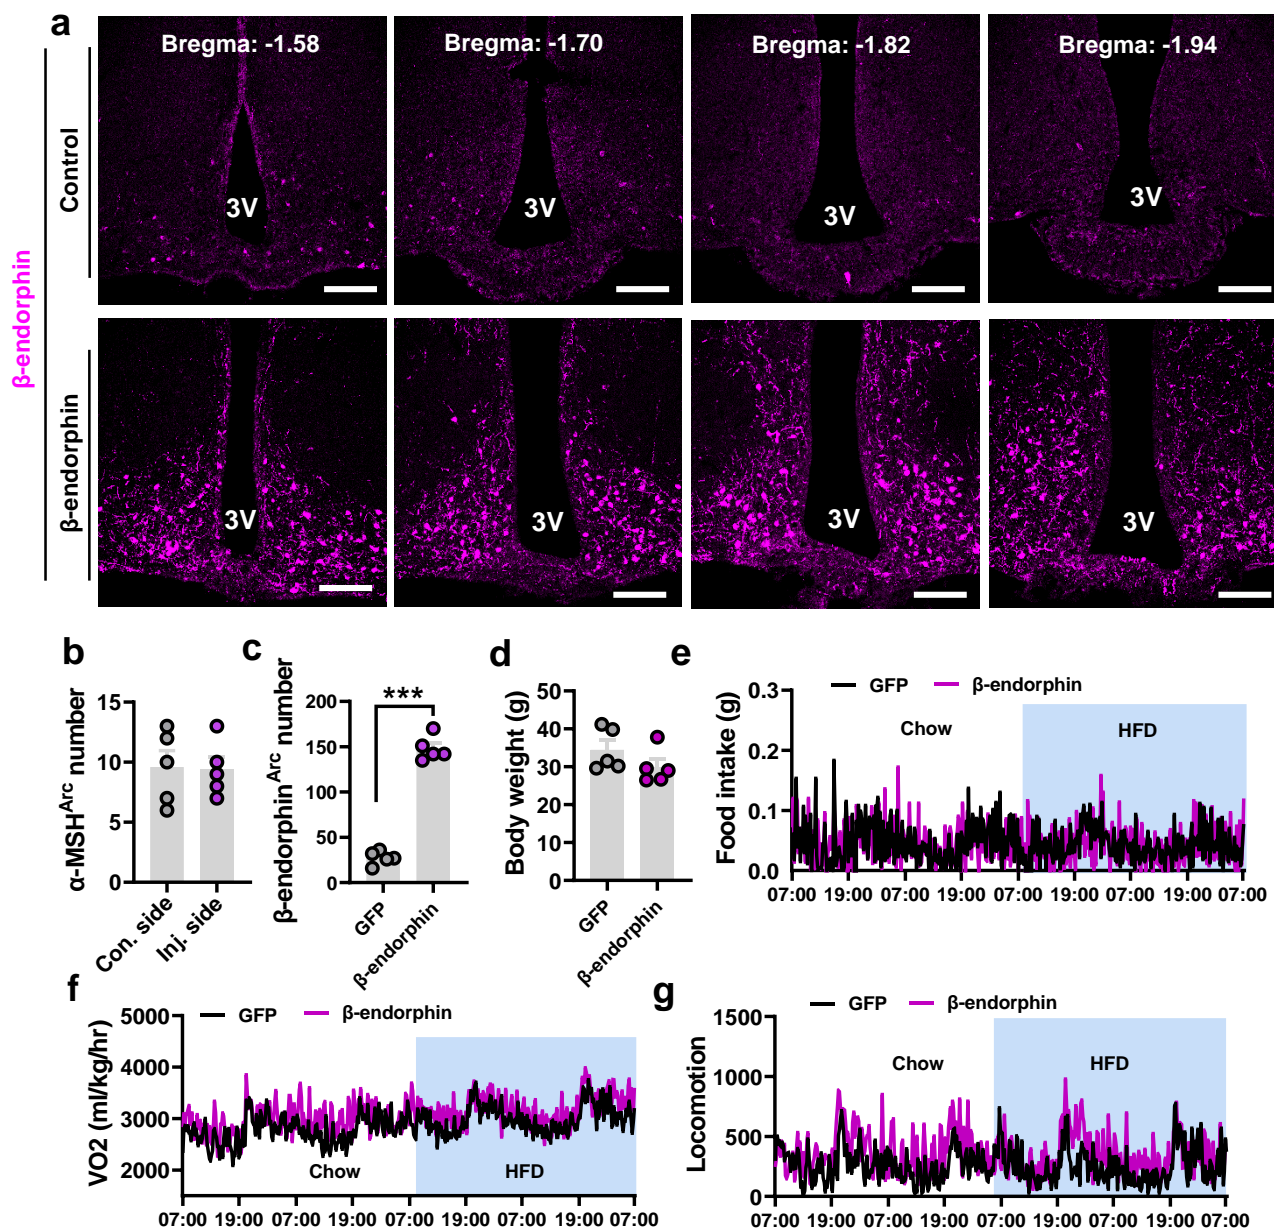 a
Bregma: -1.58
Bregma: -1.70
Bregma: -1.82
Bregma: -1.94
β-endorphin
Control
3V
3V
3V
3V
β-endorphin
3V
3V
3V
3V
b
α-MSH^Arc number
15
10
5
0
Con. side
Inj. side
c
β-endorphin^Arc number
200
150
100
50
0
***
GFP
β-endorphin
d
Body weight (g)
50
40
30
20
10
0
GFP
β-endorphin
e
GFP
β-endorphin
Food intake (g)
0.3
0.2
0.1
0.0
Chow
HFD
07:00 19:00 07:00 19:00 07:00 19:00 07:00 19:00 07:00
f
GFP
β-endorphin
VO2 (ml/kg/hr)
5000
4000
3000
2000
Chow
HFD
07:00 19:00 07:00 19:00 07:00 19:00 07:00 19:00 07:00
g
GFP
β-endorphin
Locomotion
1500
1000
500
0
Chow
HFD
07:00 19:00 07:00 19:00 07:00 19:00 07:00 19:00 07:00